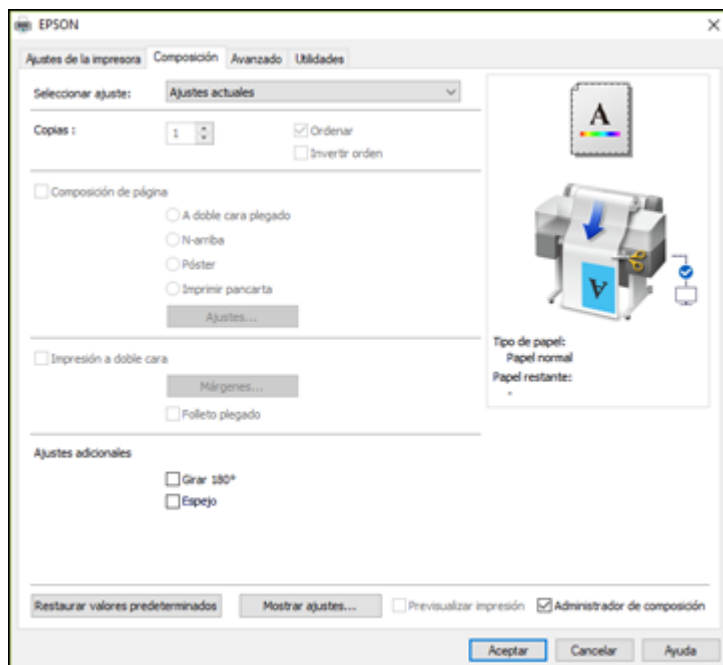 EPSON
Ajustes de la impresora Composición Avanzado Utilidades
Seleccionar ajuste: Ajustes actuales
A
Copias : 1 Ordenar
Invertir orden
Composición de página
A doble cara plegado
N-arriba
Póster
Imprimir pancarta
Ajustes...
A
Tipo de papel:
Papel normal
Papel restante:
-
Impresión a doble cara
Márgenes...
Folleto plegado
Ajustes adicionales
Girar 180°
Espejo
Restaurar valores predeterminados Mostrar ajustes... Previsualizar impresión Administrador de composición
Aceptar Cancelar Ayuda